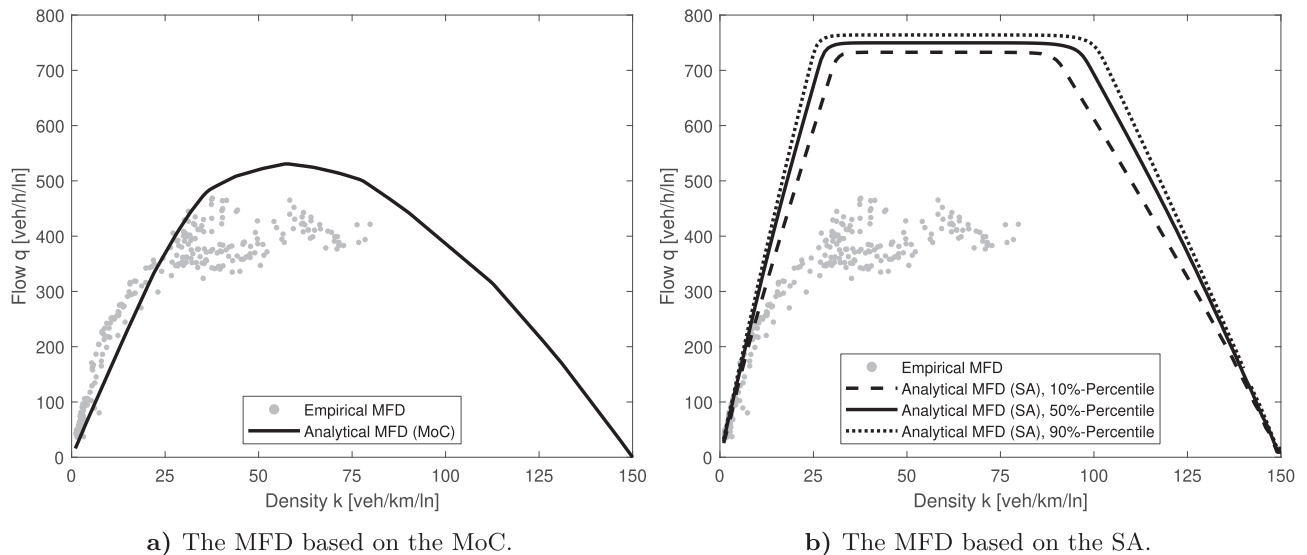 800
700
600
500
400
300
200
100
0
Flow q [veh/h/ln]
Empirical MFD
Analytical MFD (MoC)
0 25 50 75 100 125 150
Density k [veh/km/ln]
a) The MFD based on the MoC.
800
700
600
500
400
300
200
100
0
Flow q [veh/h/ln]
Empirical MFD
Analytical MFD (SA), 10%-Percentile
Analytical MFD (SA), 50%-Percentile
Analytical MFD (SA), 90%-Percentile
0 25 50 75 100 125 150
Density k [veh/km/ln]
b) The MFD based on the SA.